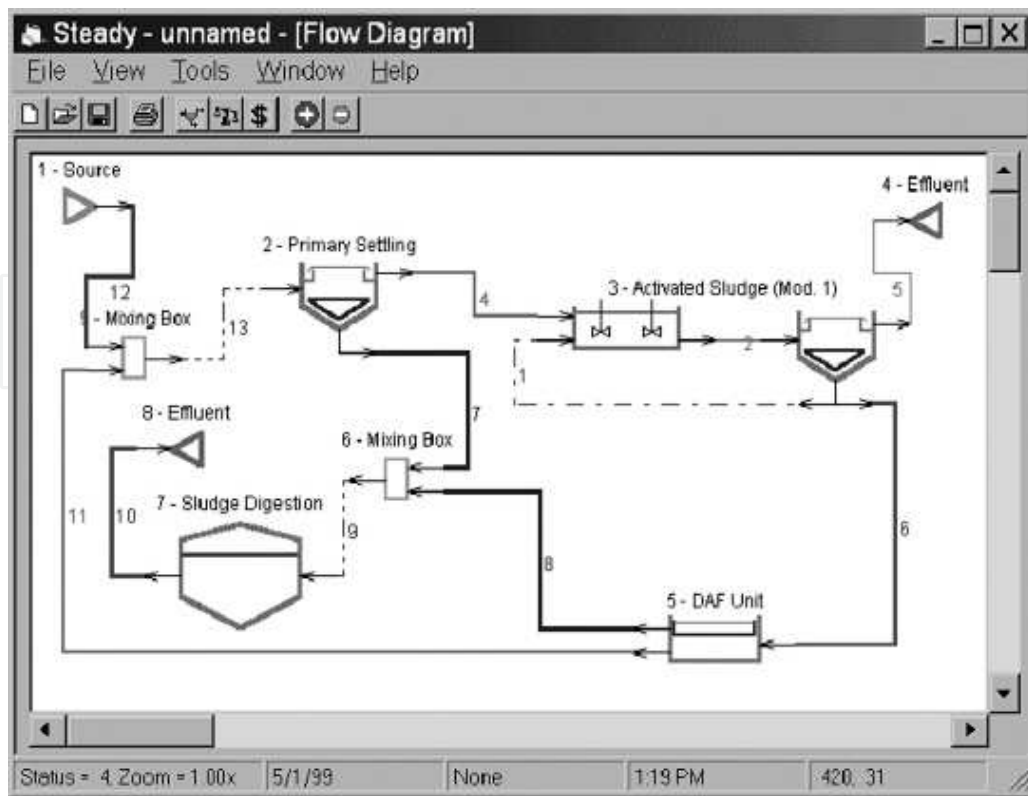 Steady - unnamed - [Flow Diagram]
File View Tools Window Help
1 - Source
4 - Effluent
2 - Primary Settling
12
4
3 - Activated Sludge (Mod. 1)
5
- Mixing Box
13
2
1
8 - Effluent
7
6 - Mixing Box
11
10
7 - Sludge Digestion
9
6
8
5 - DAF Unit
Status = 4, Zoom = 1.00x 5/1/99 None 1:19 PM 420, 31